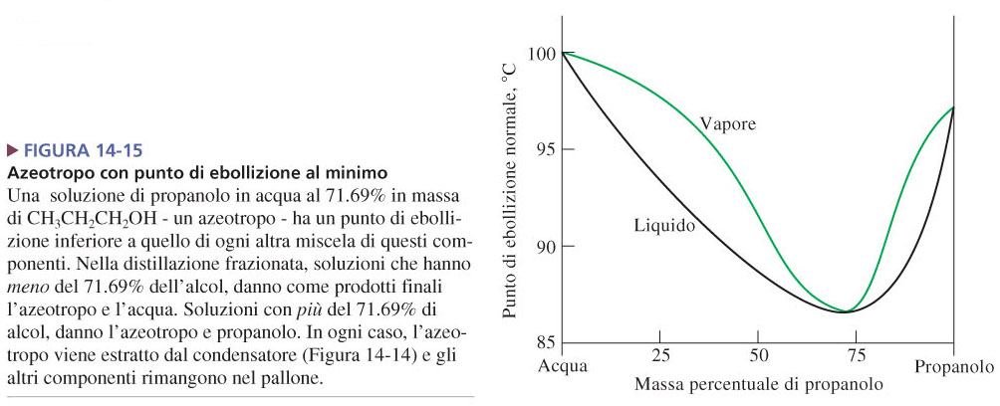 ▶ FIGURA 14-15
Azeotropo con punto di ebollizione al minimo
Una soluzione di propanolo in acqua al 71.69% in massa
di CH₃CH₂CH₂OH - un azeotropo - ha un punto di eboll-
izione inferiore a quello di ogni altra miscela di questi com-
ponenti. Nella distillazione frazionata, soluzioni che hanno
meno del 71.69% dell'alcol, danno come prodotti finali
l'azeotropo e l'acqua. Soluzioni con più del 71.69% di
alcol, danno l'azeotropo e propanolo. In ogni caso, l'azeo-
tropo viene estratto dal condensatore (Figura 14-14) e gli
altri componenti rimangono nel pallone.
Punto di ebollizione normale, °C
100
95
90
85
Vapore
Liquido
25
50
75
Acqua
Propanolo
Massa percentuale di propanolo